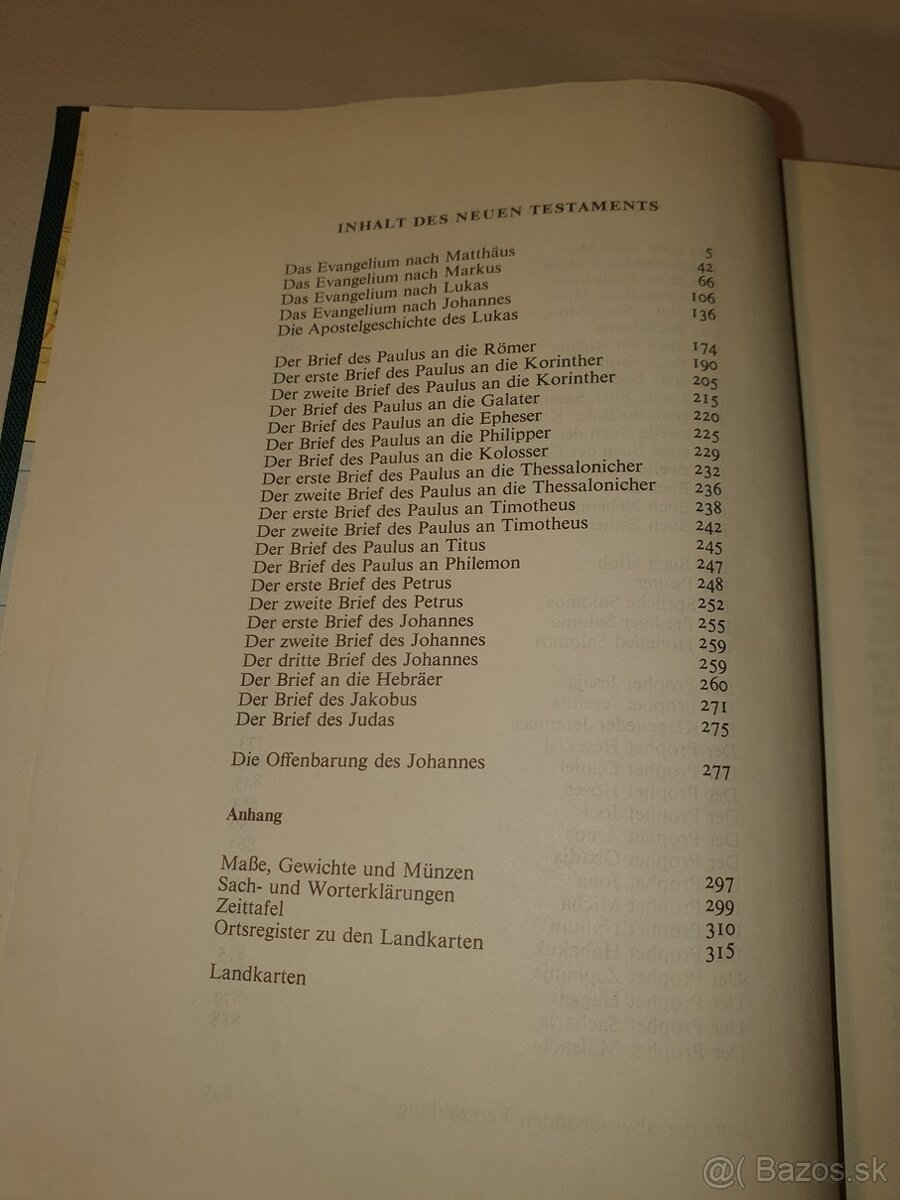 INHALT DES NEUEN TESTAMENTS
Das Evangelium nach Matthäus 5
Das Evangelium nach Markus 42
Das Evangelium nach Lukas 66
Das Evangelium nach Johannes 106
Die Apostelgeschichte des Lukas 136
Der Brief des Paulus an die Römer 174
Der erste Brief des Paulus an die Korinther 190
Der zweite Brief des Paulus an die Korinther 205
Der Brief des Paulus an die Galater 215
Der Brief des Paulus an die Epheser 220
Der Brief des Paulus an die Philipper 225
Der Brief des Paulus an die Kolosser 229
Der erste Brief des Paulus an die Thessalonicher 232
Der zweite Brief des Paulus an die Thessalonicher 236
Der erste Brief des Paulus an Timotheus 238
Der zweite Brief des Paulus an Timotheus 242
Der Brief des Paulus an Titus 245
Der Brief des Paulus an Philemon 247
Der erste Brief des Petrus 248
Der zweite Brief des Petrus 252
Der erste Brief des Johannes 255
Der zweite Brief des Johannes 259
Der dritte Brief des Johannes 259
Der Brief an die Hebräer 260
Der Brief des Jakobus 271
Der Brief des Judas 275
Die Offenbarung des Johannes 277
Anhang
Maße, Gewichte und Münzen 297
Sach- und Worterklärungen 299
Zeittafel 310
Ortsregister zu den Landkarten 315
Landkarten
@( Bazos.sk